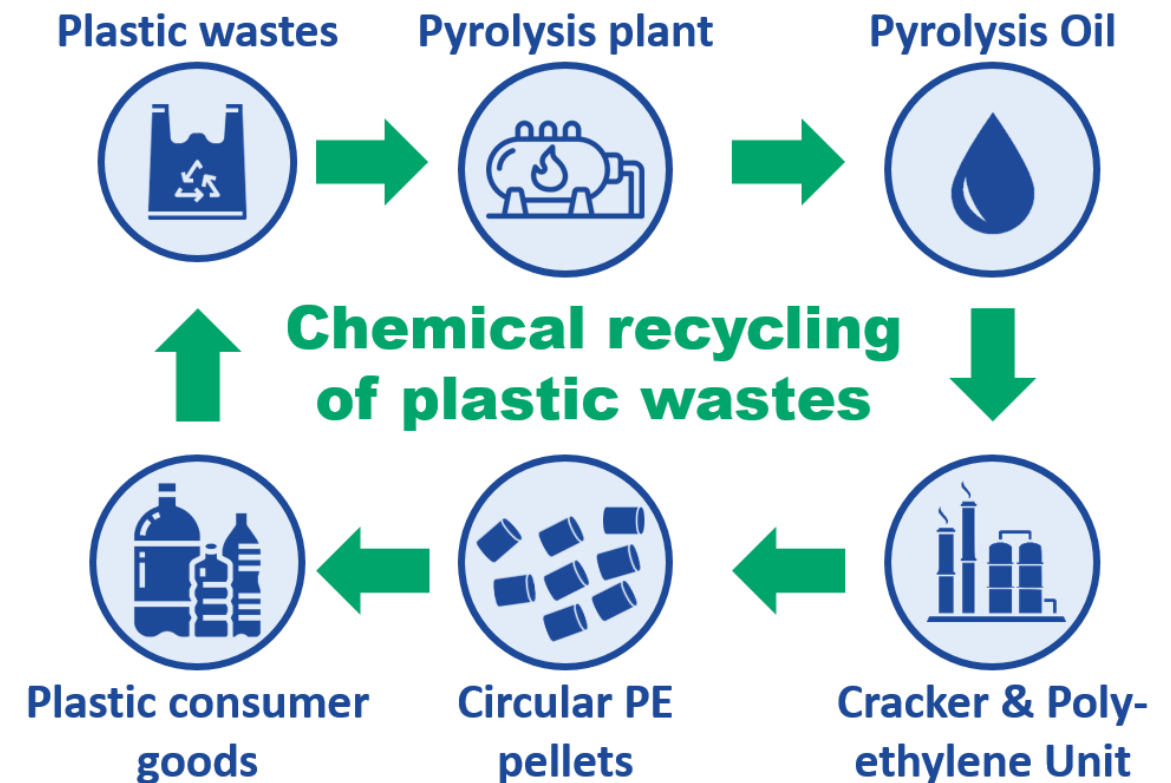 Plastic wastes
Pyrolysis plant
Pyrolysis Oil
Chemical recycling
of plastic wastes
Plastic consumer
goods
Circular PE
pellets
Cracker & Poly-
ethylene Unit